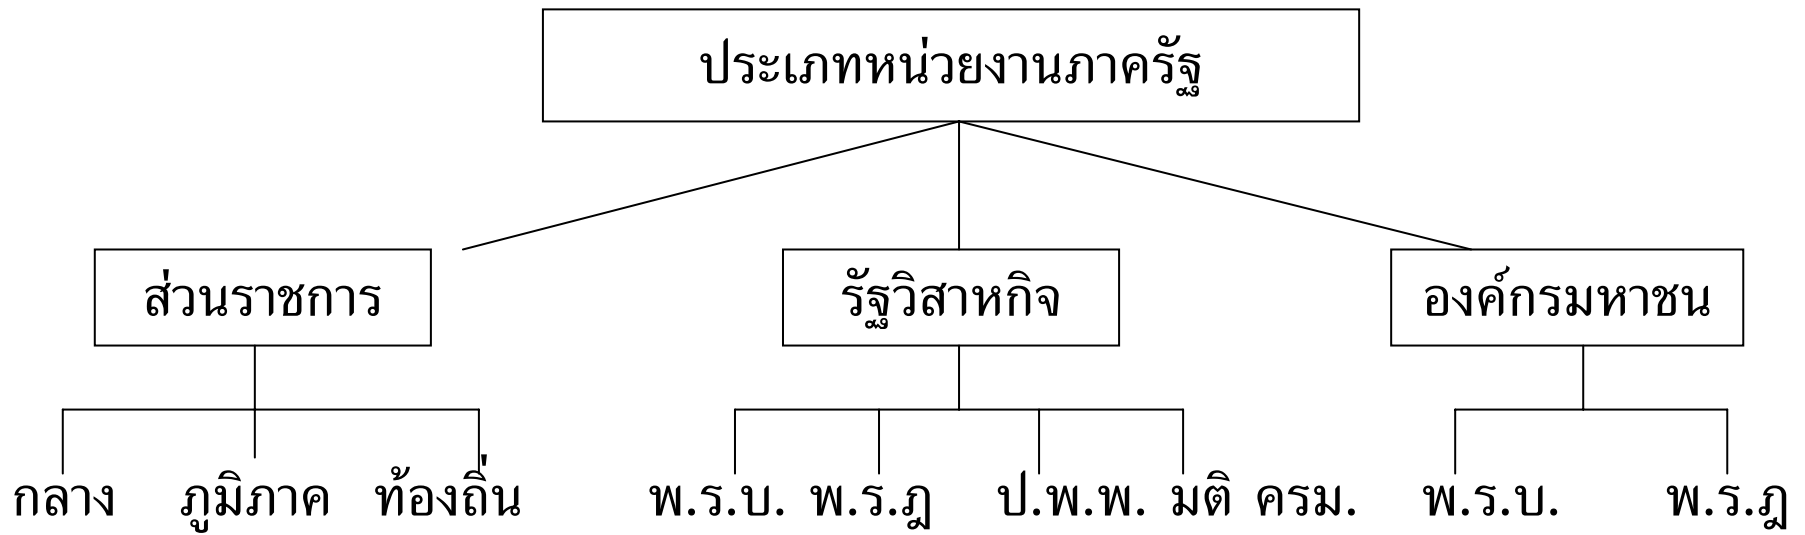 ประเภทหน่วยงานภาครัฐ
ส่วนราชการ รัฐวิสาหกิจ องค์กรมหาชน
กลาง ภูมิภาค ท้องถิ่น พ.ร.บ. พ.ร.ฎ ป.พ.พ. มติ ครม. พ.ร.บ. พ.ร.ฎ